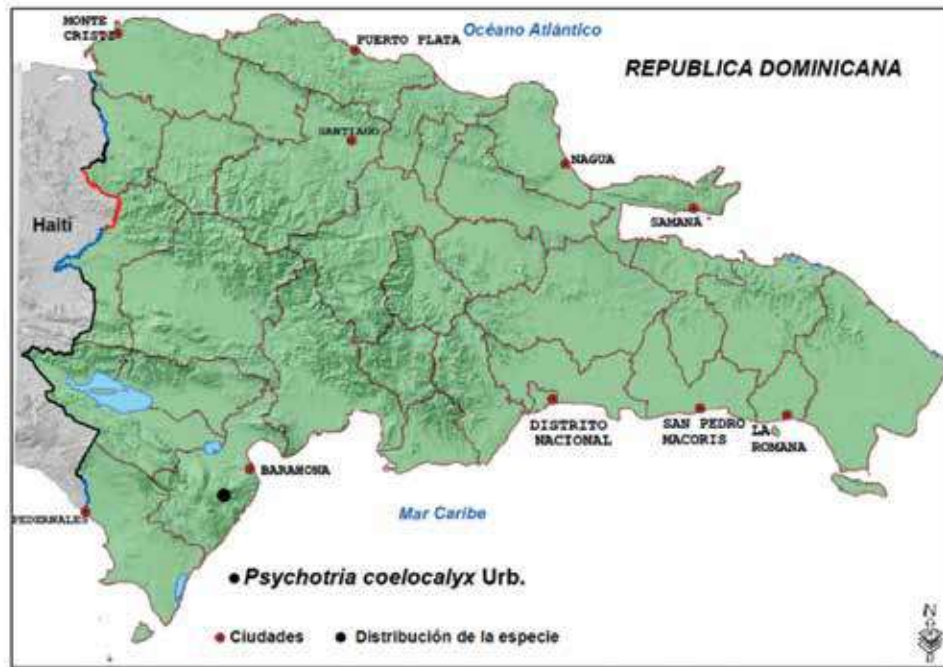 MONTE
CRISTI
Océano Atlántico
PUERTO PLATA
REPUBLICA DOMINICANA
SANTIAGO
NAGUA
SAMANÁ
Haití
DISTRITO
NACIONAL
SAN PEDRO
MACORIS
LA
ROMANA
BARAHONA
PEDERNALES
Mar Caribe
Psychotria coelocalyx Urb.
Ciudades
Distribución de la especie
N